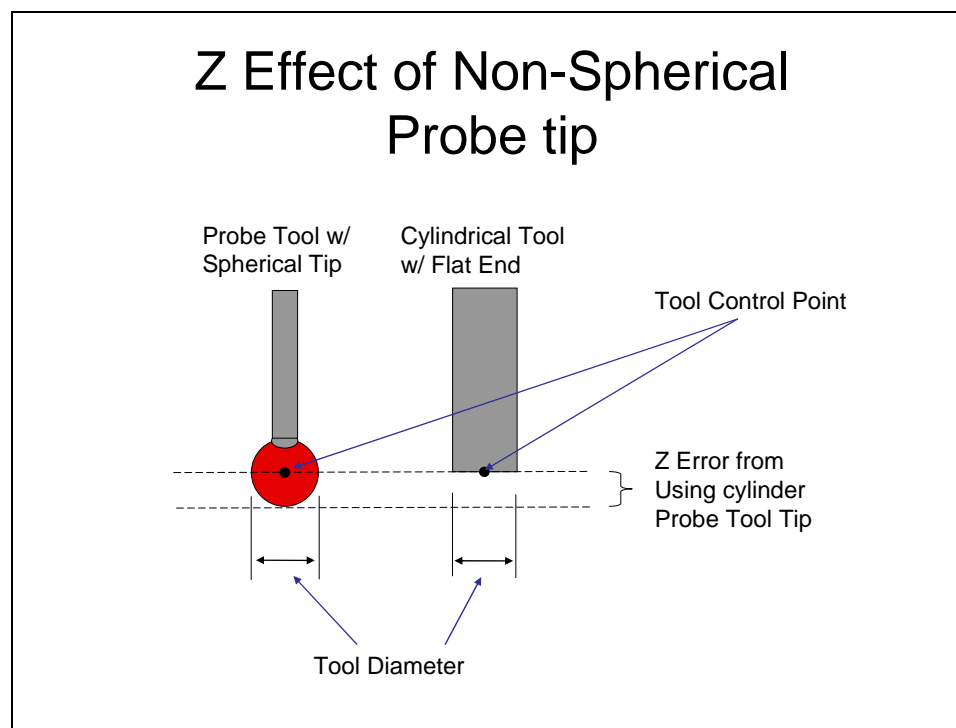 Z Effect of Non-Spherical
Probe tip
Probe Tool w/
Spherical Tip
Cylindrical Tool
w/ Flat End
Tool Control Point
Z Error from
Using cylinder
Probe Tool Tip
Tool Diameter